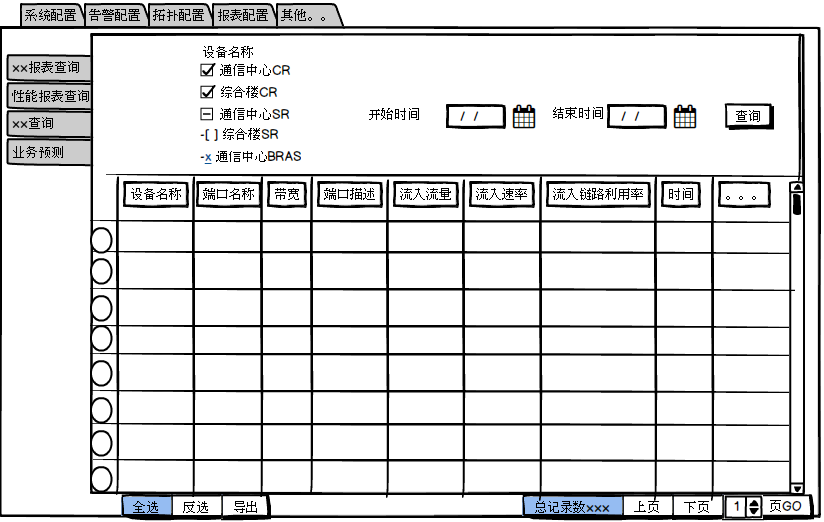 系统配置 告警配置 拓扑配置 报表配置 其他。。
设备名称
通信中心CR
综合楼CR
通信中心SR
-[ ] 综合楼SR
-x 通信中心BRAS
开始时间 / / 结束时间 / / 查询
××报表查询
性能报表查询
××查询
业务预测
设备名称 端口名称 带宽 端口描述 流入流量 流入速率 流入链路利用率 时间 。。。
全选 反选 导出 总记录数××× 上页 下页 1 页GO